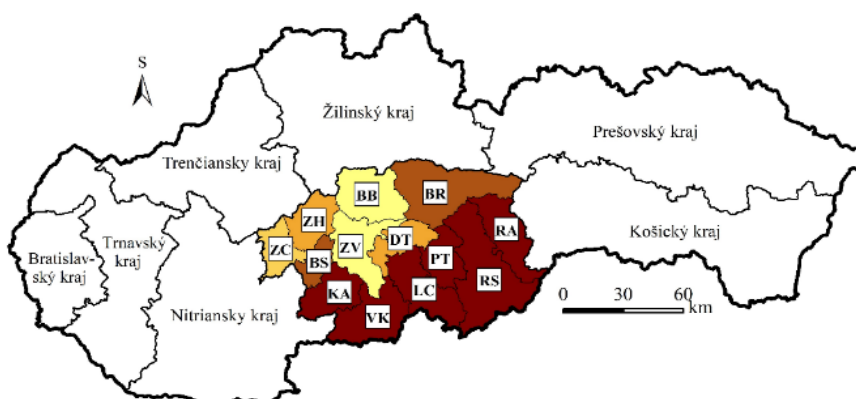 S
Žilinský kraj
Prešovský kraj
Trenčiansky kraj
BB
BR
ZH
RA
Košický kraj
Trnavský
kraj
Bratislav-
ský kraj
ZC
BS
ZV
DT
PT
RS
KA
LC
VK
Nitriansky kraj
0 30 60
km